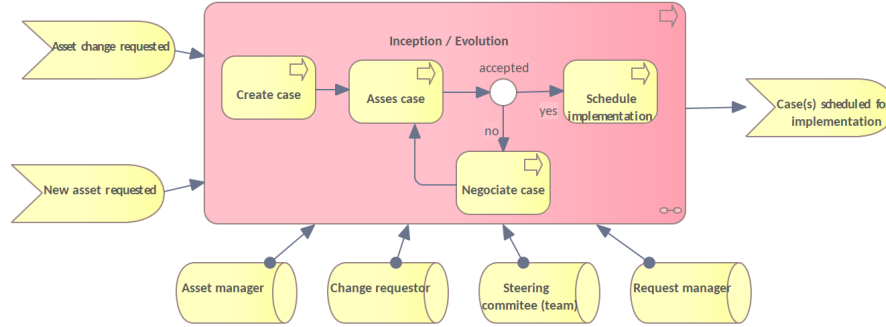 Asset change requested
Inception / Evolution
accepted
Create case
Asses case
Schedule
implementation
yes
Case(s) scheduled fo
implementation
no
New asset requested
Negociate case
Asset manager
Change requestor
Steering
commitee (team)
Request manager